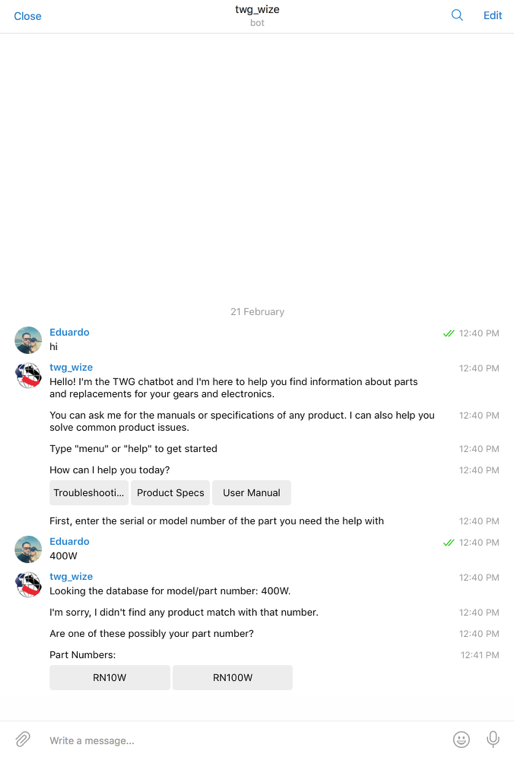 Close
twg_wize
bot
Edit
21 February
Eduardo
12:40 PM
hi
twg_wize
12:40 PM
Hello! I'm the TWG chatbot and I'm here to help you find information about parts
and replacements for your gears and electronics.
You can ask me for the manuals or specifications of any product. I can also help you
12:40 PM
solve common product issues.
Type "menu" or "help" to get started
12:40 PM
How can I help you today?
12:40 PM
Troubleshooti...
Product Specs
User Manual
First, enter the serial or model number of the part you need the help with
12:40 PM
Eduardo
12:40 PM
400W
twg_wize
12:40 PM
Looking the database for model/part number: 400W.
I'm sorry, I didn't find any product match with that number.
12:40 PM
Are one of these possibly your part number?
12:40 PM
Part Numbers:
12:41 PM
RN10W
RN100W
Write a message...